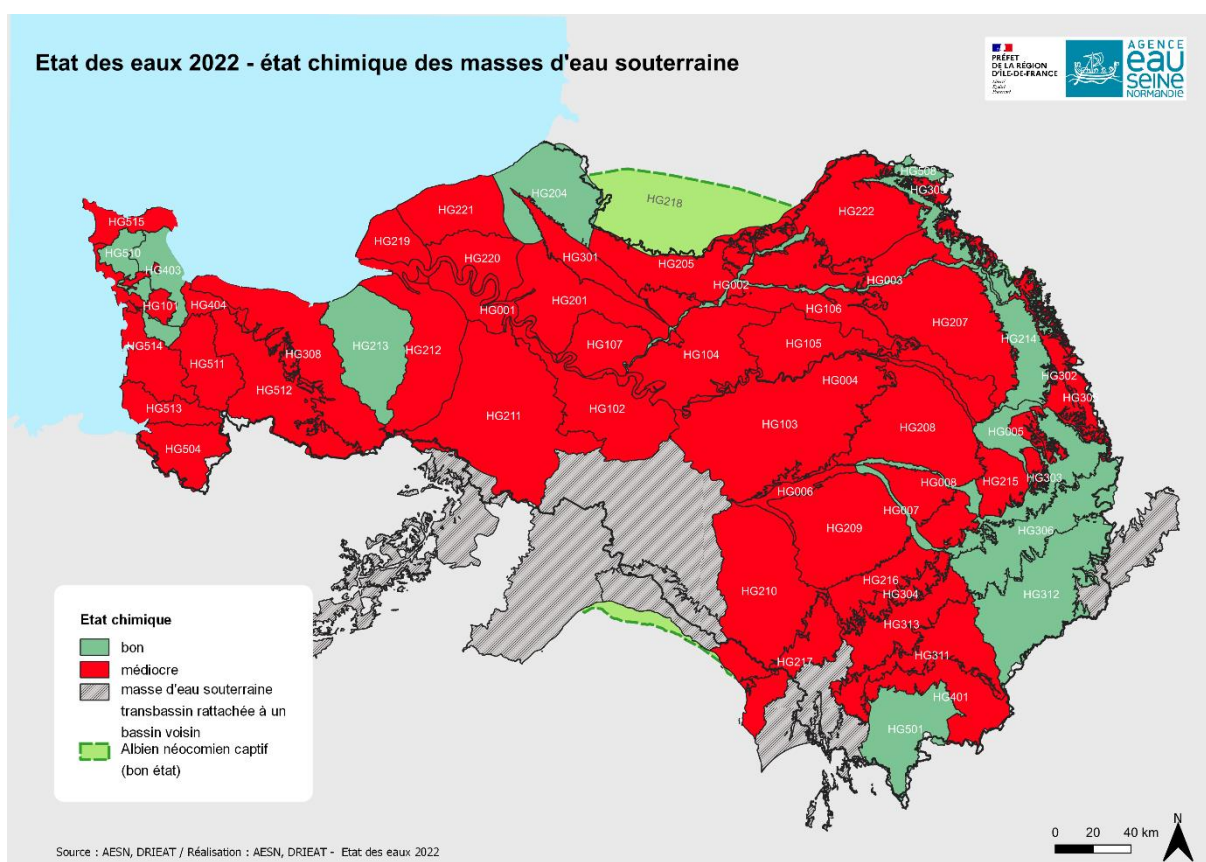 Etat des eaux 2022 - état chimique des masses d'eau souterraine
PRÉFET
DE LA RÉGION
D'ÎLE-DE-FRANCE
Liberté
Égalité
Fraternité
AGENCE
eau
SEINE
NORMANDIE
HG508
HG204
HG218
HG221
HG222
HG515
HG219
HG510
HG220
HG301
HG205
HG403
HG003
HG002
HG101
HG404
HG001
HG201
HG106
HG207
HG214
HG514
HG308
HG213
HG212
HG107
HG104
HG105
HG511
HG302
HG512
HG004
HG513
HG211
HG102
HG103
HG208
HG005
HG504
HG215
HG303
HG006
HG008
HG007
HG209
HG306
HG216
HG210
HG304
HG312
HG313
HG217
HG311
HG401
HG501
Etat chimique
bon
médiocre
masse d'eau souterraine
transbassin rattachée à un
bassin voisin
Albien néocomien captif
(bon état)
0 20 40 km
N
Source : AESN, DRIEAT / Réalisation : AESN, DRIEAT - Etat des eaux 2022